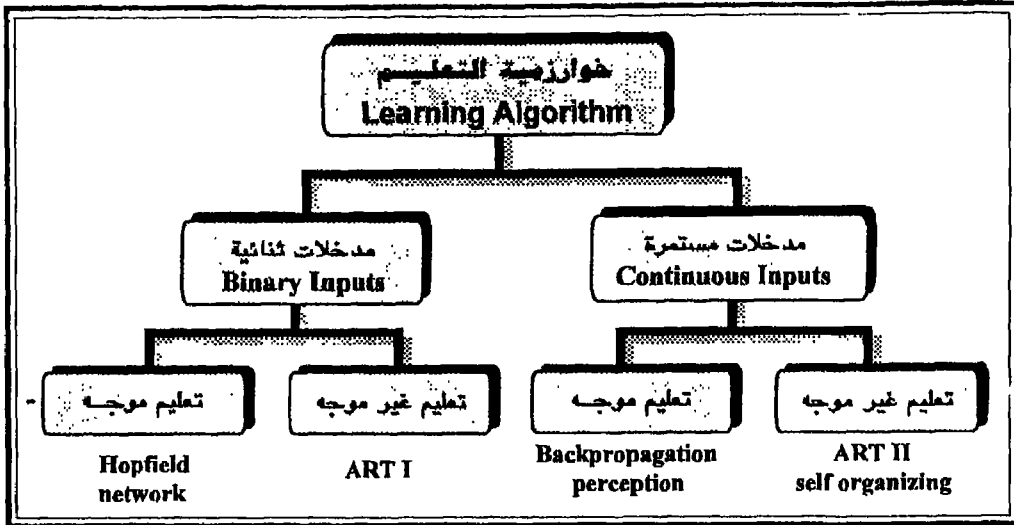 خوارزمية التعليم
Learning Algorithm
مدخلات ثنائية
Binary Inputs
مدخلات مستمرة
Continuous Inputs
تعليم موجه
تعليم غير موجه
تعليم موجه
تعليم غير موجه
Hopfield
network
ART I
Backpropagation
perception
ART II
self organizing